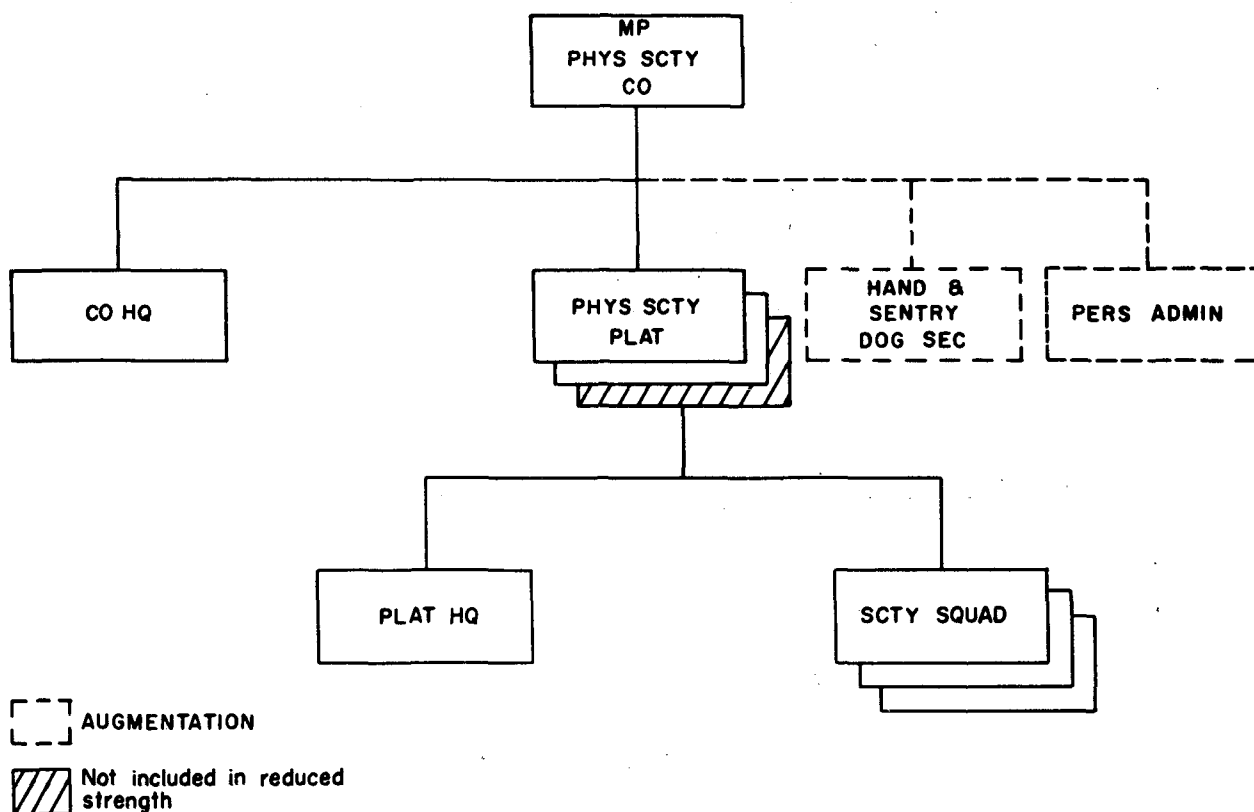 MP
PHYS SCTY
CO
CO HQ
PHYS SCTY
PLAT
HAND &
SENTRY
DOG SEC
PERS ADMIN
PLAT HQ
SCTY SQUAD
AUGMENTATION
Not included in reduced
strength